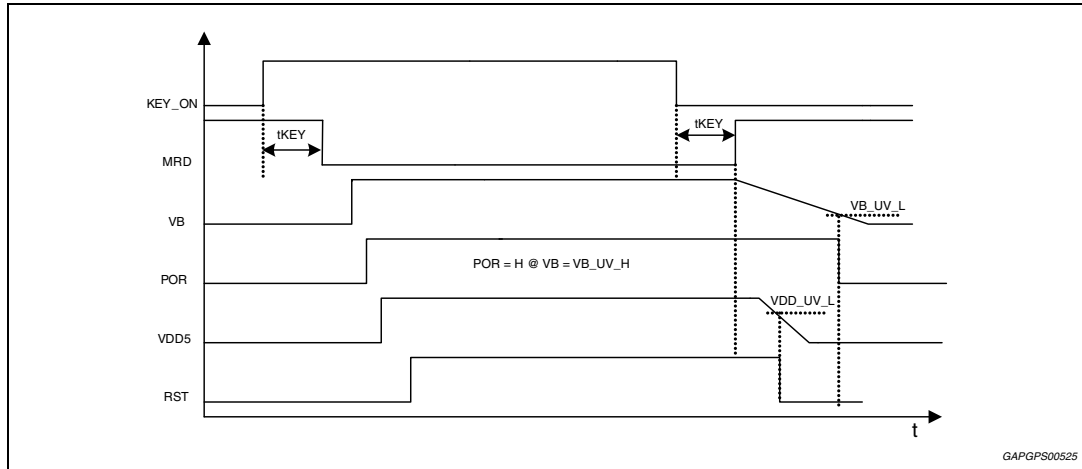 KEY_ON
tKEY
tKEY
MRD
VB_UV_L
VB
POR = H @ VB = VB_UV_H
POR
VDD_UV_L
VDD5
RST
t
GAPGPS00525